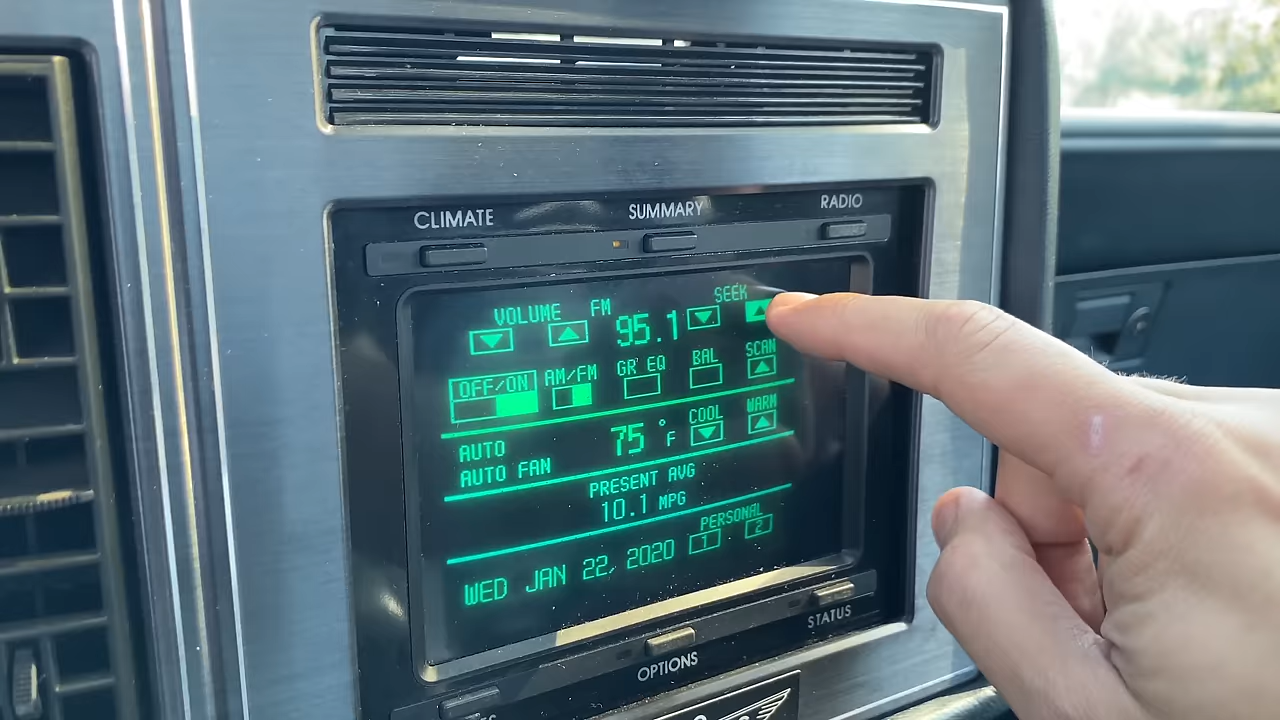 CLIMATE SUMMARY RADIO
VOLUME FM 95.1 SEEK
OFF/ON AM/FM GR EQ BAL SCAN
AUTO 75 °F COOL WARM
AUTO FAN
PRESENT AVG
10.1 MPG
PERSONAL
1 2
WED JAN 22, 2020
OPTIONS STATUS